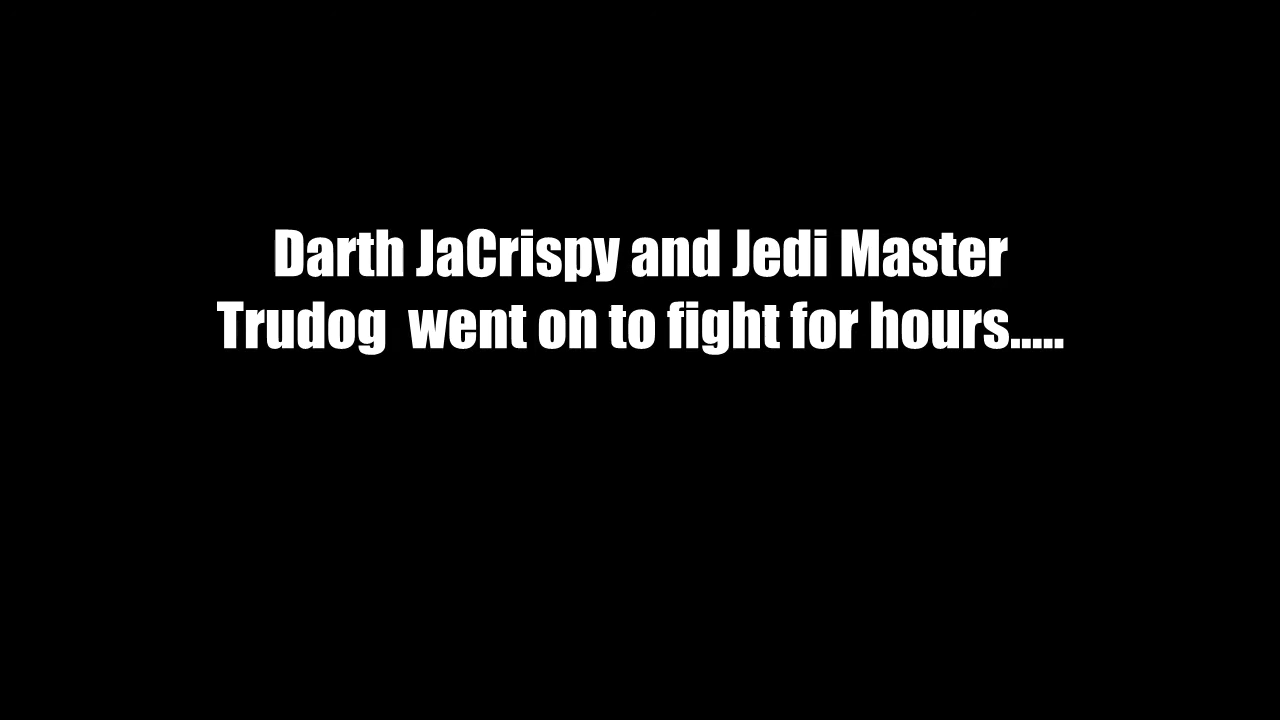 Darth JaCrispy and Jedi Master
Trudog  went on to fight for hours.....